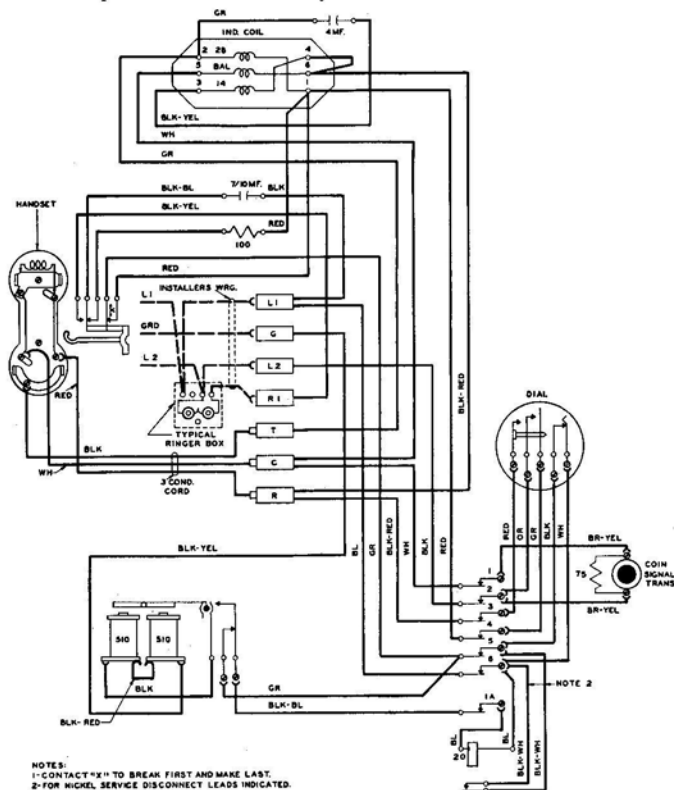 GR
4 MF.
IND. COIL
2 28 4
5 BAL 6
3 14 1
BLK-YEL
WH
GR
BLK-BL 7/10 MF. BLK
BLK-YEL
HANDSET
RED
100
RED
"X"
INSTALLERS WRG.
L1 L1
GRD G
L2 L2
R1
RED
TYPICAL
RINGER BOX
BLK T
WH C
3 COND.
CORD
R
BLK-RED
DIAL
BLK-YEL
BL
GR
BLK-RED
WH
BLK
RED
RED
OR
GR
BLK
WH
BR-YEL
1
2
75
COIN
SIGNAL
TRANS
3
BR-YEL
4
5
6
510 510
BLK
GR
NOTE 2
BLK-RED
BLK-BL
1A
BL
20
BL
BLK-WH
BLK-WH
NOTES:
1-CONTACT "X" TO BREAK FIRST AND MAKE LAST.
2-FOR NICKEL SERVICE DISCONNECT LEADS INDICATED.